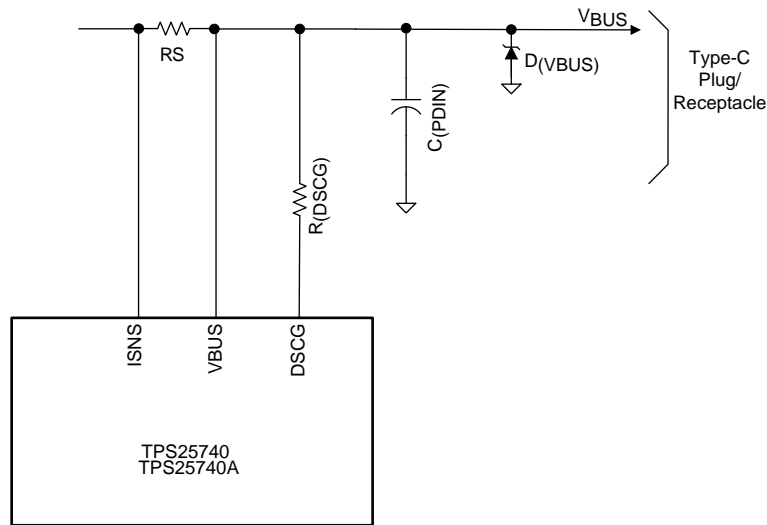 VBUS
RS
D(VBUS)
Type-C
Plug/
Receptacle
C(PDIN)
R(DSCG)
ISNS
VBUS
DSCG
TPS25740
TPS25740A